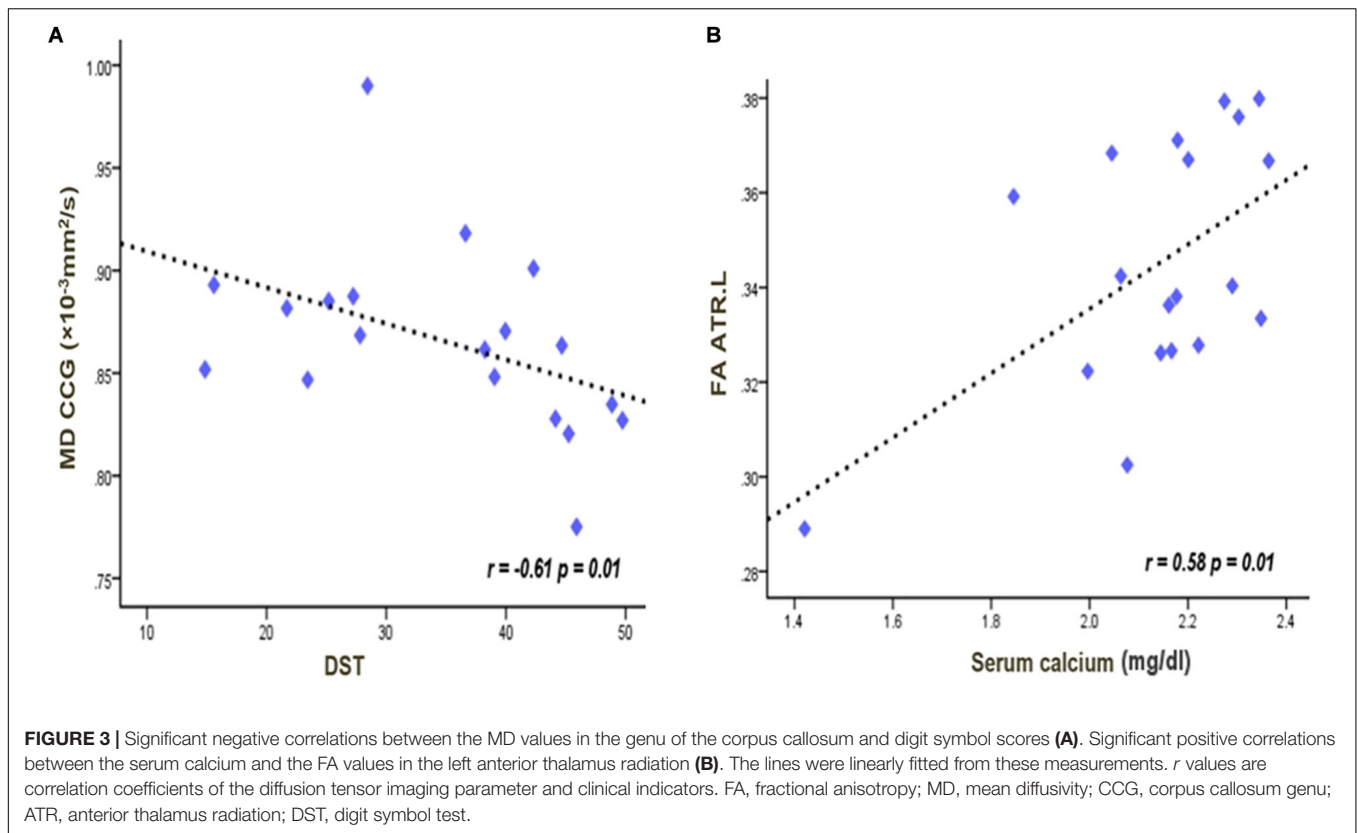 A
B
MD CCG (×10⁻³mm²/s)
1.00
.95
.90
.85
.80
.75
10 20 30 40 50
DST
r = -0.61 p = 0.01
FA ATR.L
.38
.36
.34
.32
.30
.28
1.4 1.6 1.8 2.0 2.2 2.4
Serum calcium (mg/dl)
r = 0.58 p = 0.01
FIGURE 3 | Significant negative correlations between the MD values in the genu of the corpus callosum and digit symbol scores (A). Significant positive correlations
between the serum calcium and the FA values in the left anterior thalamus radiation (B). The lines were linearly fitted from these measurements. r values are
correlation coefficients of the diffusion tensor imaging parameter and clinical indicators. FA, fractional anisotropy; MD, mean diffusivity; CCG, corpus callosum genu;
ATR, anterior thalamus radiation; DST, digit symbol test.